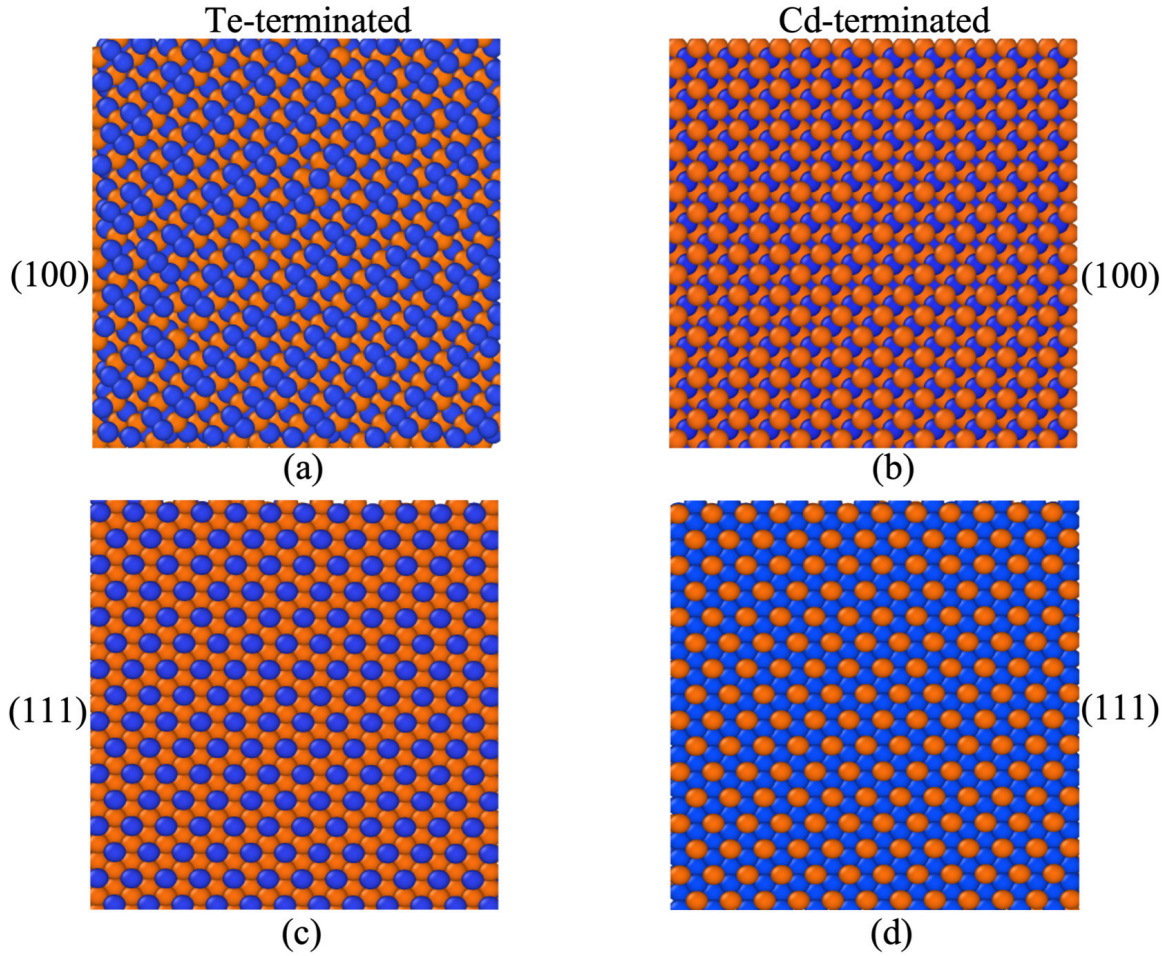 Te-terminated
Cd-terminated
(100)
(100)
(a)
(b)
(111)
(111)
(c)
(d)